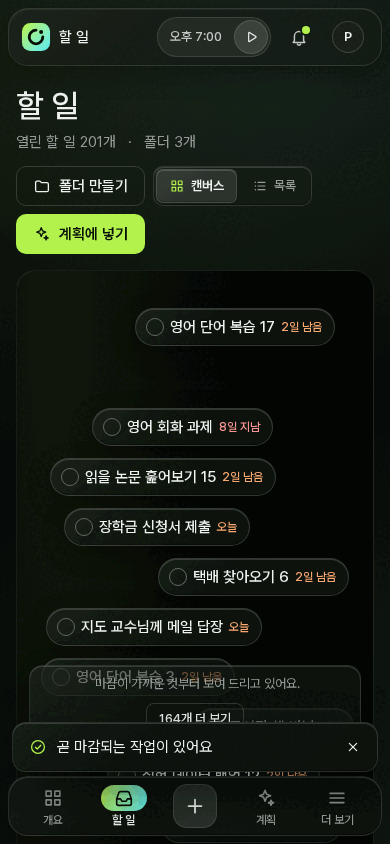 할 일
오후 7:00
P
할 일
열린 할 일 201개 · 폴더 3개
폴더 만들기
캔버스
목록
계획에 넣기
영어 단어 복습 17 2일 남음
영어 회화 과제 8일 지남
읽을 논문 훑어보기 15 2일 남음
장학금 신청서 제출 오늘
택배 찾아오기 6 2일 남음
지도 교수님께 메일 답장 오늘
영어 단어 복습 3 2일 남음
마감이 가까운 것부터 보여 드리고 있어요.
164개 더 보기
곧 마감되는 작업이 있어요
개요
할 일
계획
더 보기